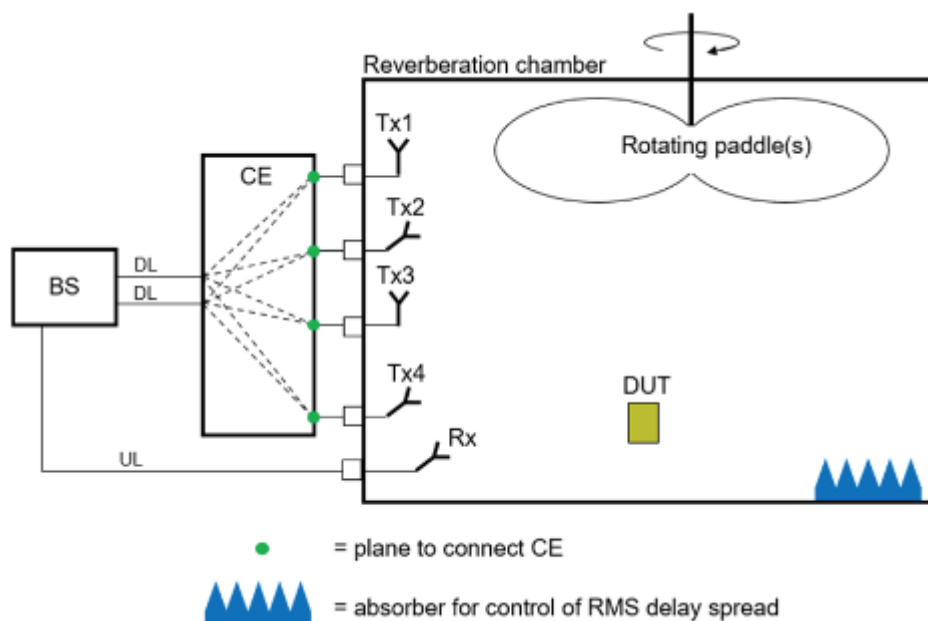 Reverberation chamber
Rotating paddle(s)
Tx1
CE
Tx2
DL
BS
DL
Tx3
Tx4
DUT
Rx
UL
= plane to connect CE
= absorber for control of RMS delay spread